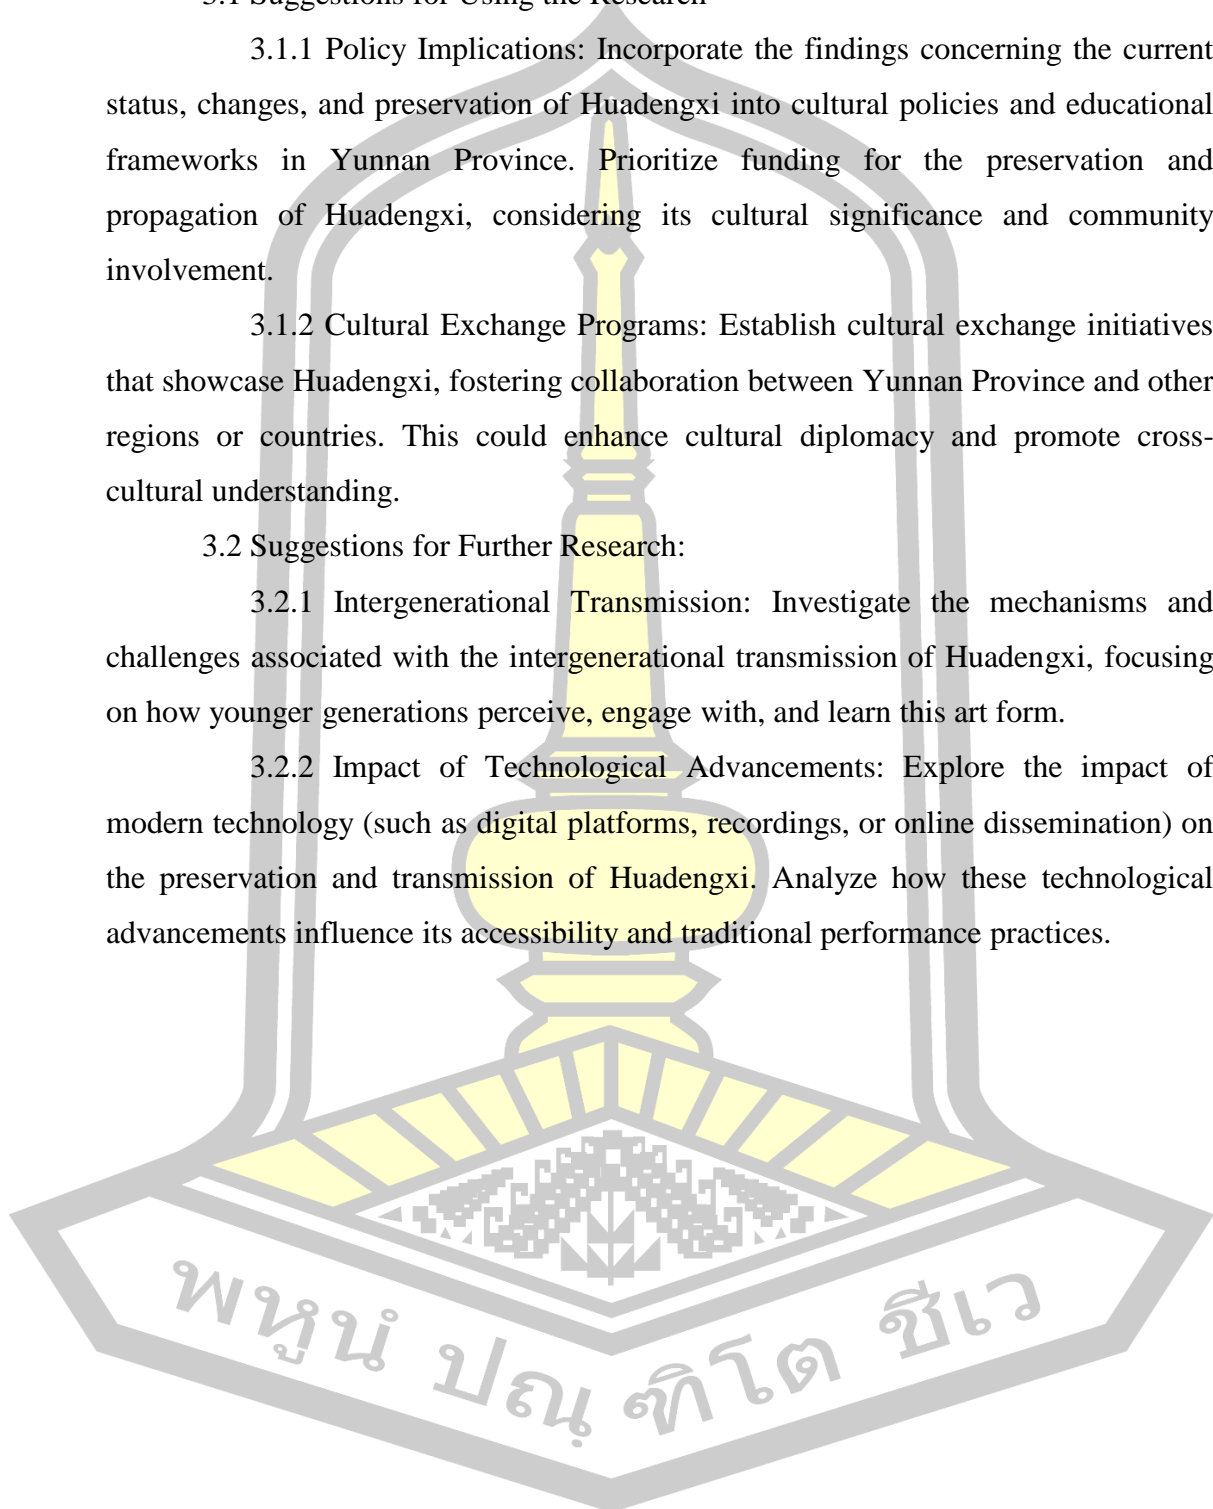 3.1 Suggestions for Using the Research
3.1.1 Policy Implications: Incorporate the findings concerning the current
status, changes, and preservation of Huadengxi into cultural policies and educational
frameworks in Yunnan Province. Prioritize funding for the preservation and
propagation of Huadengxi, considering its cultural significance and community
involvement.
3.1.2 Cultural Exchange Programs: Establish cultural exchange initiatives
that showcase Huadengxi, fostering collaboration between Yunnan Province and other
regions or countries. This could enhance cultural diplomacy and promote cross-
cultural understanding.
3.2 Suggestions for Further Research:
3.2.1 Intergenerational Transmission: Investigate the mechanisms and
challenges associated with the intergenerational transmission of Huadengxi, focusing
on how younger generations perceive, engage with, and learn this art form.
3.2.2 Impact of Technological Advancements: Explore the impact of
modern technology (such as digital platforms, recordings, or online dissemination) on
the preservation and transmission of Huadengxi. Analyze how these technological
advancements influence its accessibility and traditional performance practices.
พหูนํ ปณฺฑิโต ชีเว